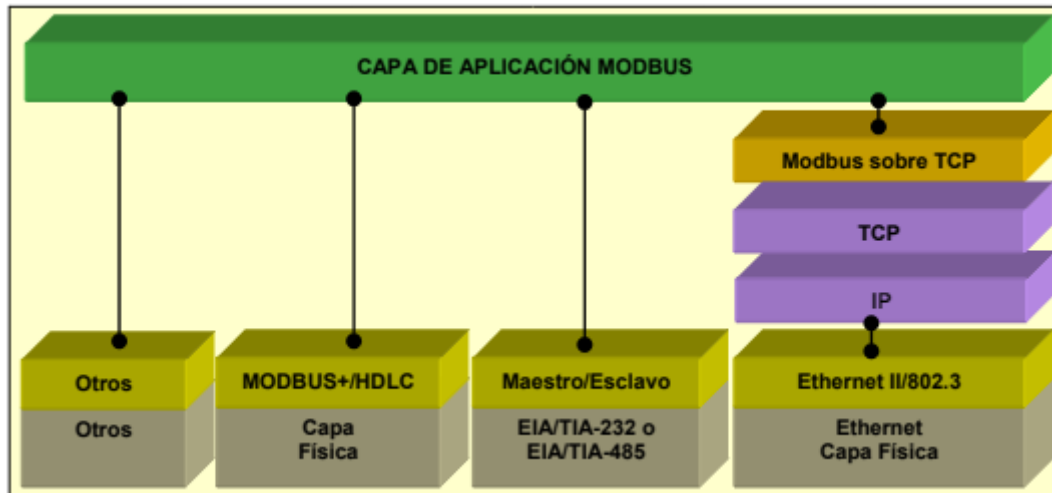 CAPA DE APLICACIÓN MODBUS
Modbus sobre TCP
TCP
IP
Otros
MODBUS+/HDLC
Maestro/Esclavo
Ethernet II/802.3
Otros
Capa
Física
EIA/TIA-232 o
EIA/TIA-485
Ethernet
Capa Física